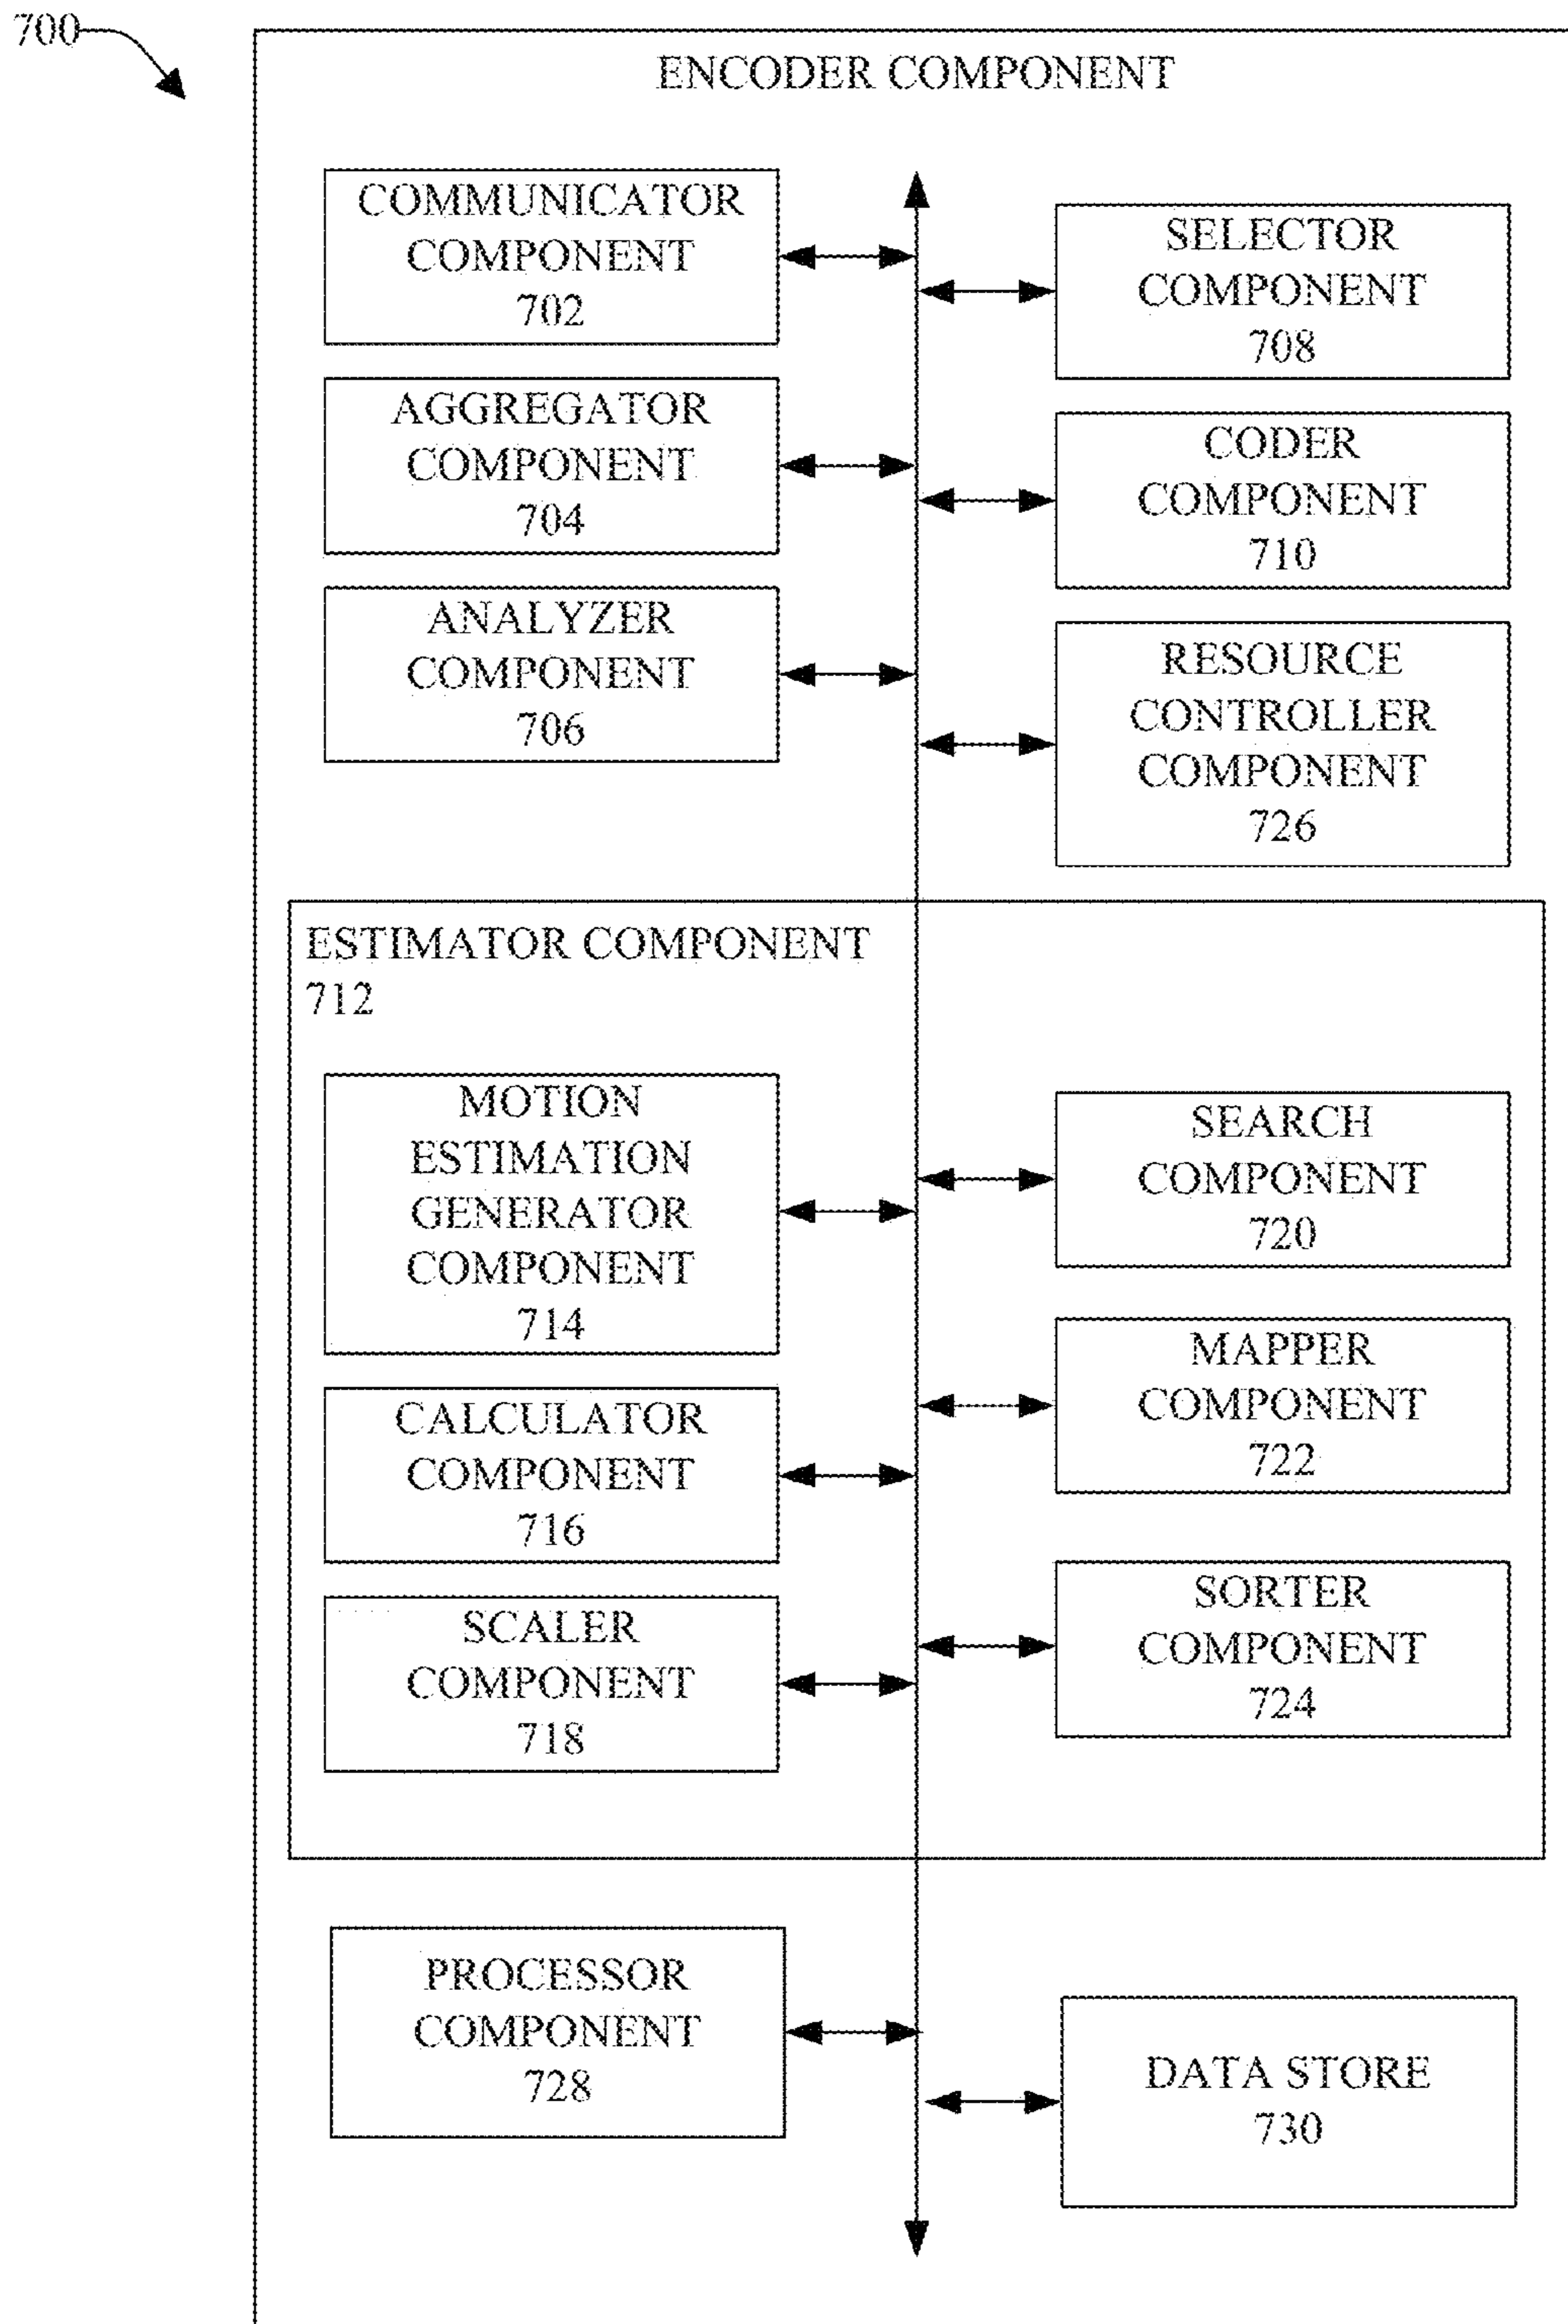 700
ENCODER COMPONENT
COMMUNICATOR
COMPONENT
702
AGGREGATOR
COMPONENT
704
ANALYZER
COMPONENT
706
SELECTOR
COMPONENT
708
CODER
COMPONENT
710
RESOURCE
CONTROLLER
COMPONENT
726
ESTIMATOR COMPONENT
712
MOTION
ESTIMATION
GENERATOR
COMPONENT
714
CALCULATOR
COMPONENT
716
SCALER
COMPONENT
718
SEARCH
COMPONENT
720
MAPPER
COMPONENT
722
SORTER
COMPONENT
724
PROCESSOR
COMPONENT
728
DATA STORE
730